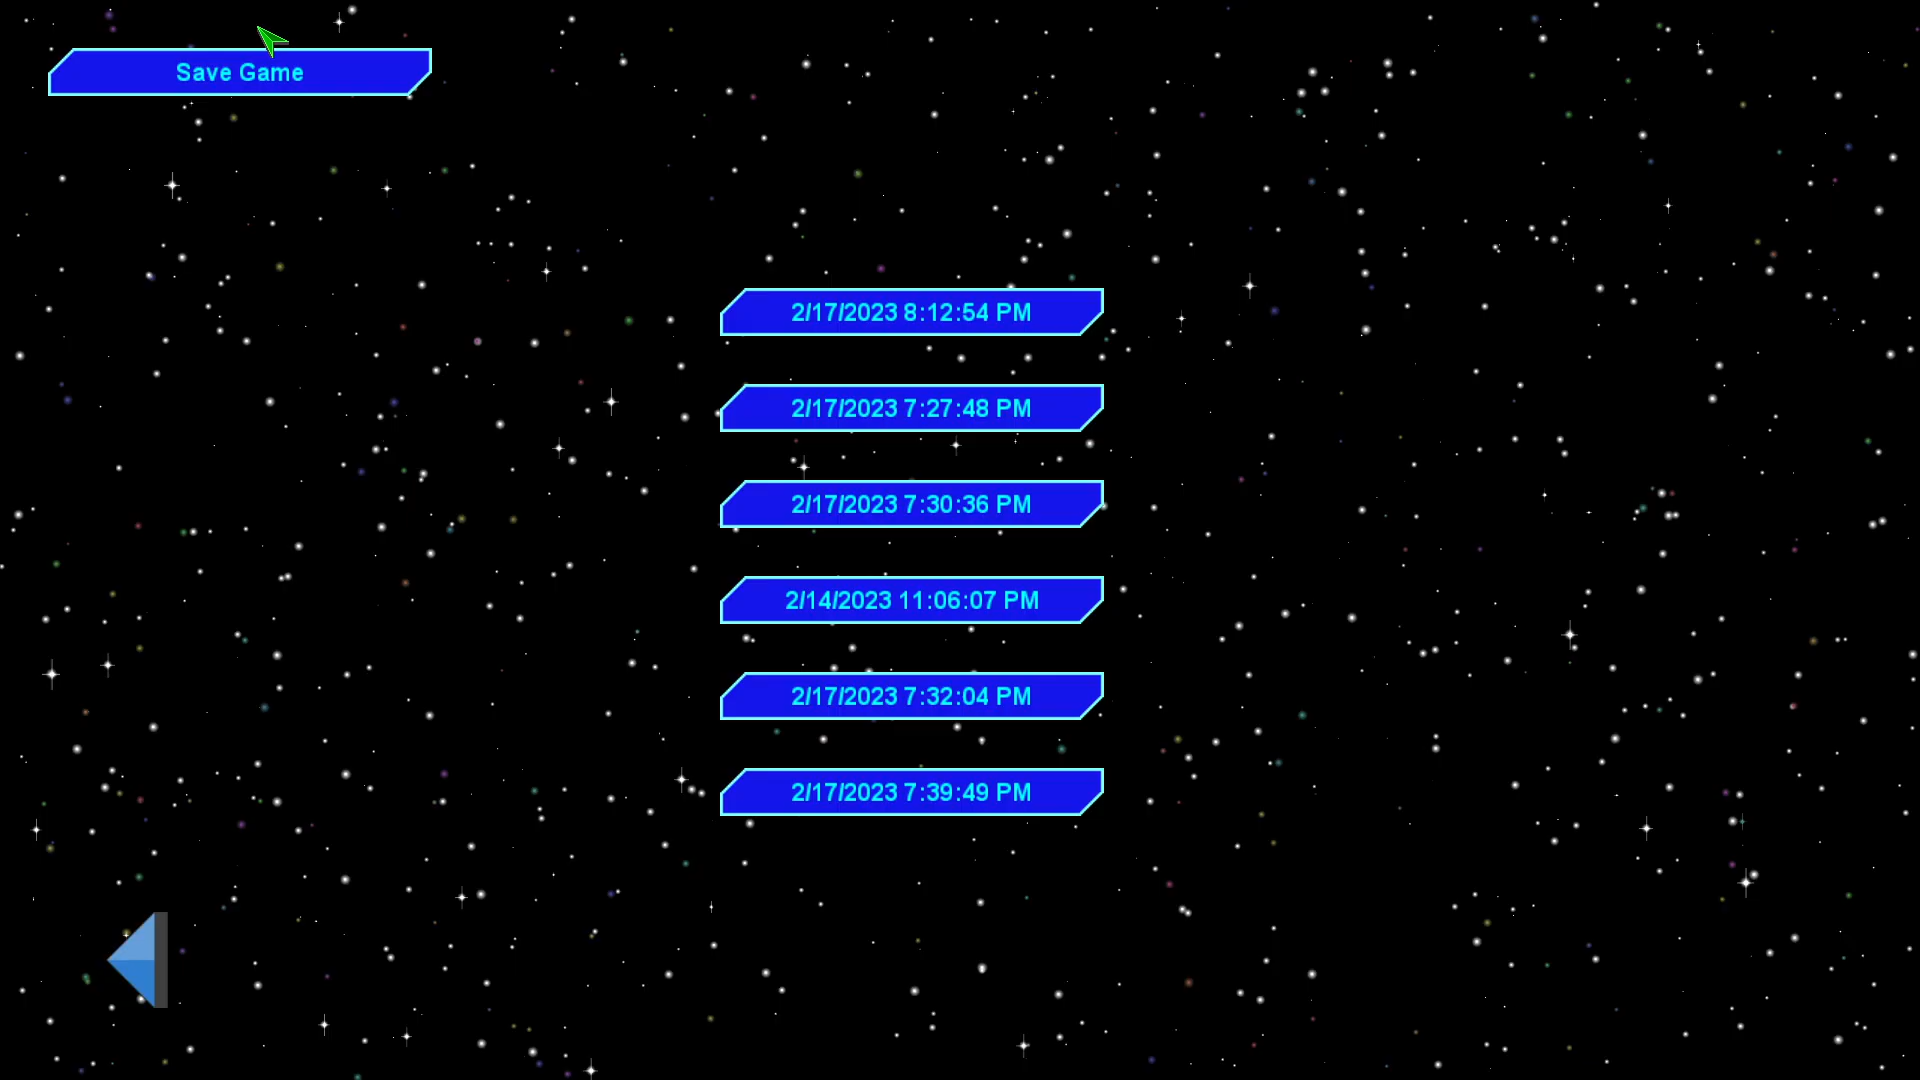 Save Game
2/17/2023 8:12:54 PM
2/17/2023 7:27:48 PM
2/17/2023 7:30:36 PM
2/14/2023 11:06:07 PM
2/17/2023 7:32:04 PM
2/17/2023 7:39:49 PM